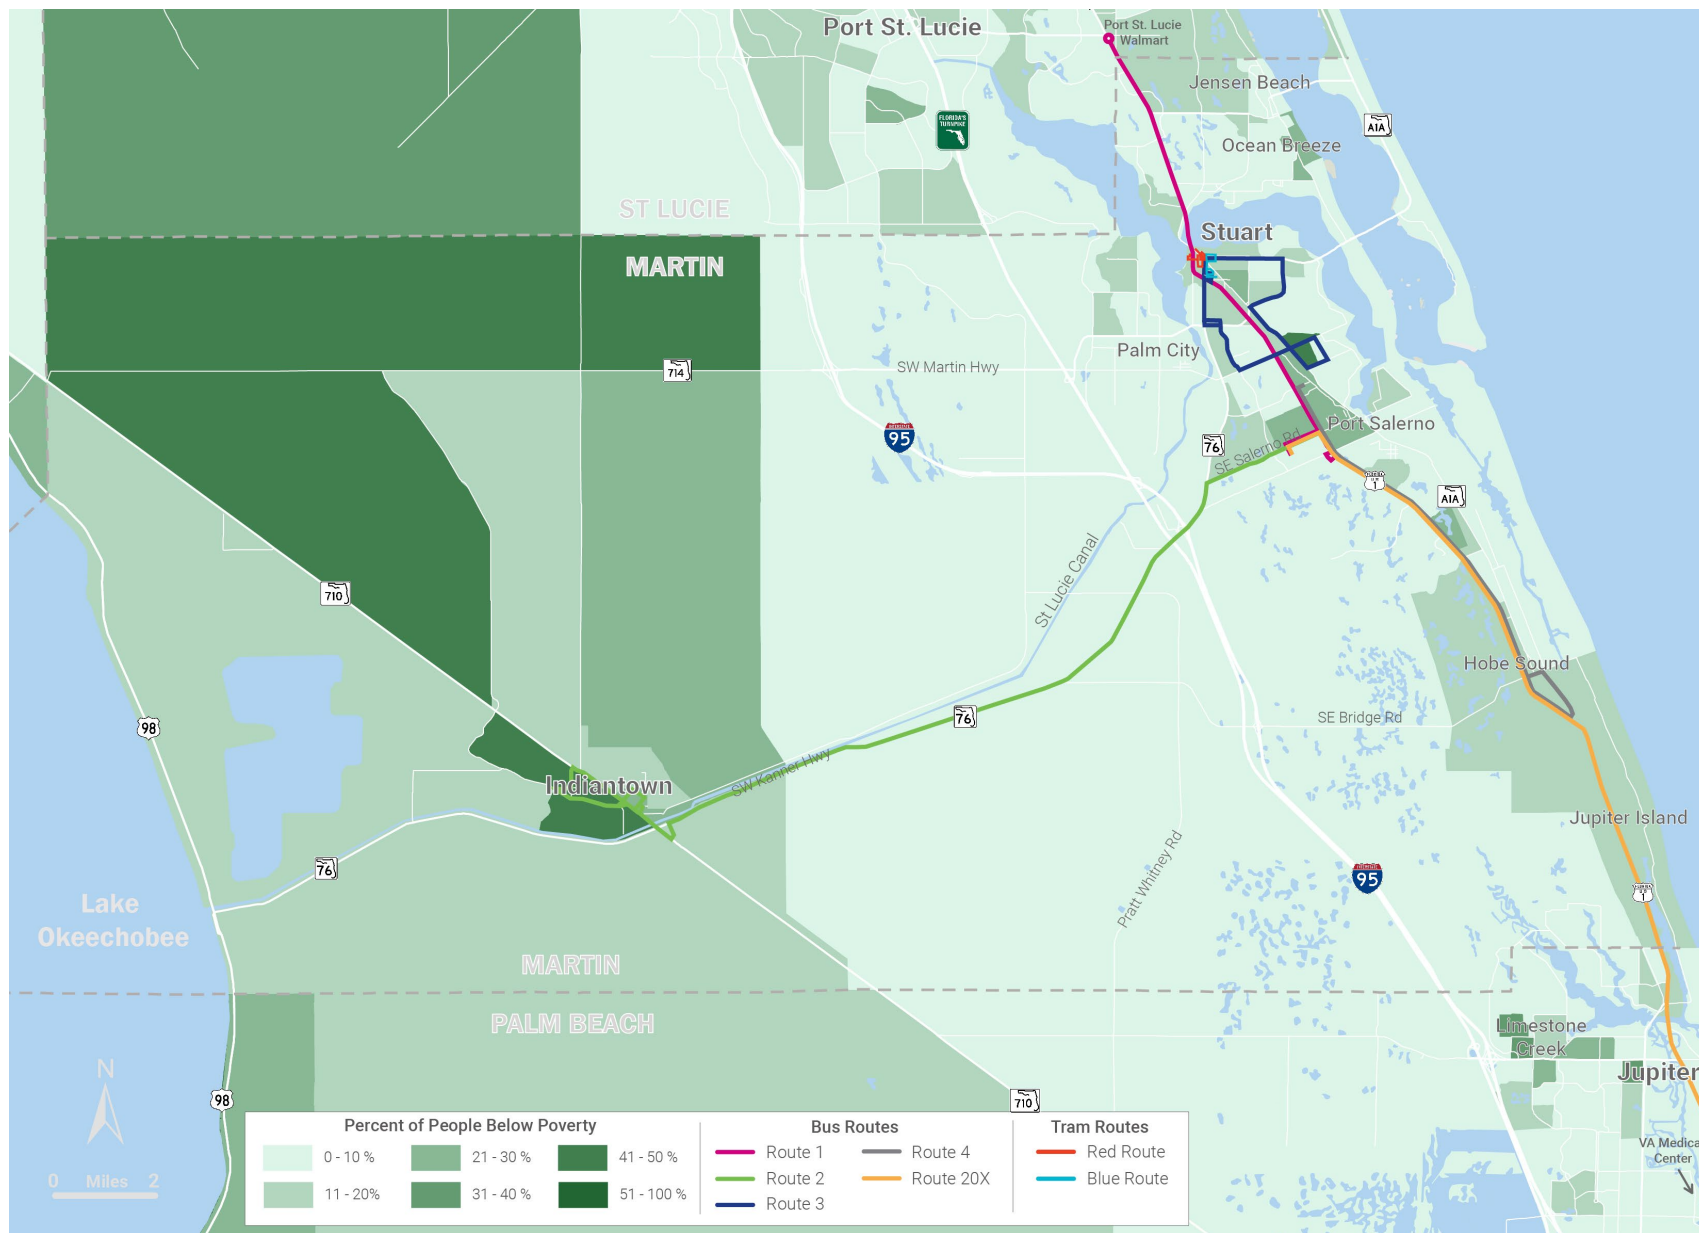 Port St. Lucie
Port St. Lucie
Walmart
Jensen Beach
FLORIDA'S
TURNPIKE
A1A
Ocean Breeze
ST LUCIE
Stuart
MARTIN
Palm City
714
SW Martin Hwy
95
76
SE Salerno Rd
Port Salerno
1
A1A
710
St Lucie Canal
Hobe Sound
98
76
SE Bridge Rd
Indiantown
SW Kanner Hwy
Jupiter Island
76
Pratt Whitney Rd
95
1
Lake
Okeechobee
MARTIN
PALM BEACH
Limestone
Creek
Jupiter
N
98
710
0 Miles 2
VA Medica
Center
Percent of People Below Poverty
0 - 10 %
21 - 30 %
41 - 50 %
11 - 20%
31 - 40 %
51 - 100 %
Bus Routes
Route 1
Route 4
Route 2
Route 20X
Route 3
Tram Routes
Red Route
Blue Route